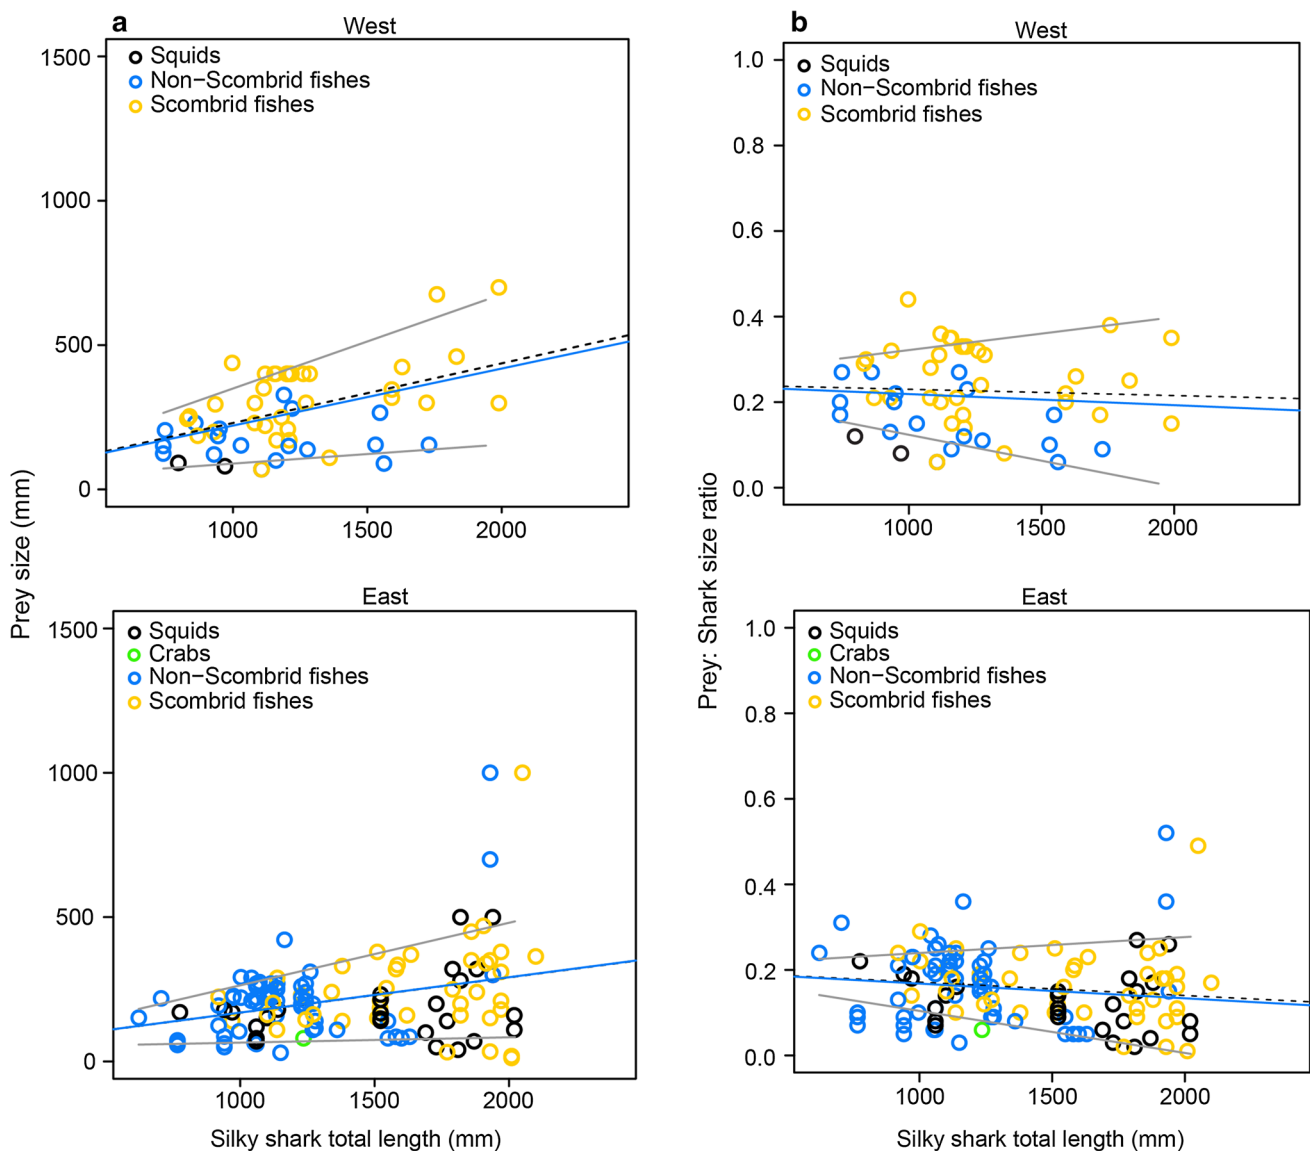 a
West
1500
1000
500
0
Squids
Non−Scombrid fishes
Scombrid fishes
1000 1500 2000
b
West
1.0
0.8
0.6
0.4
0.2
0.0
Squids
Non−Scombrid fishes
Scombrid fishes
1000 1500 2000
Prey size (mm)
Prey: Shark size ratio
East
1500
1000
500
0
Squids
Crabs
Non−Scombrid fishes
Scombrid fishes
1000 1500 2000
Silky shark total length (mm)
East
1.0
0.8
0.6
0.4
0.2
0.0
Squids
Crabs
Non−Scombrid fishes
Scombrid fishes
1000 1500 2000
Silky shark total length (mm)